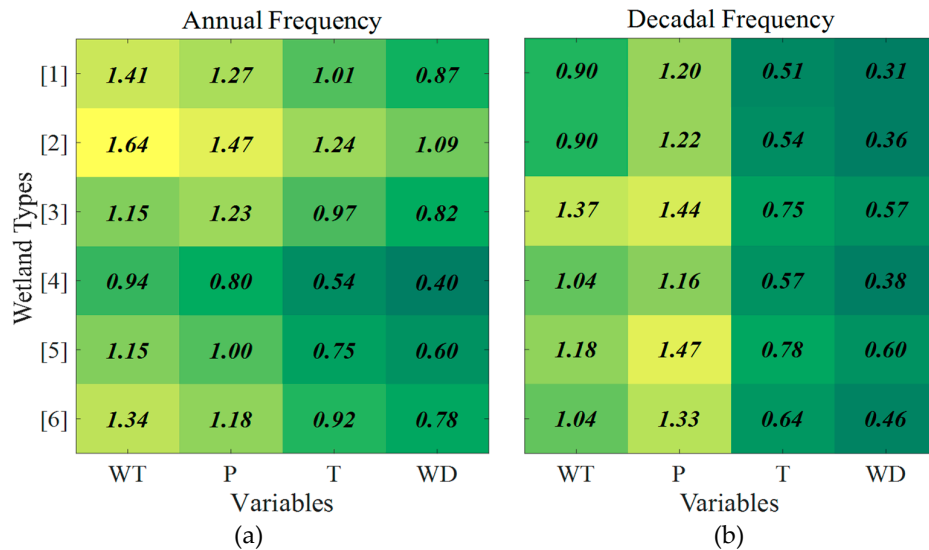 Annual Frequency
Decadal Frequency
Wetland Types
[1] 1.41 1.27 1.01 0.87 0.90 1.20 0.51 0.31
[2] 1.64 1.47 1.24 1.09 0.90 1.22 0.54 0.36
[3] 1.15 1.23 0.97 0.82 1.37 1.44 0.75 0.57
[4] 0.94 0.80 0.54 0.40 1.04 1.16 0.57 0.38
[5] 1.15 1.00 0.75 0.60 1.18 1.47 0.78 0.60
[6] 1.34 1.18 0.92 0.78 1.04 1.33 0.64 0.46
WT P T WD WT P T WD
Variables Variables
(a) (b)